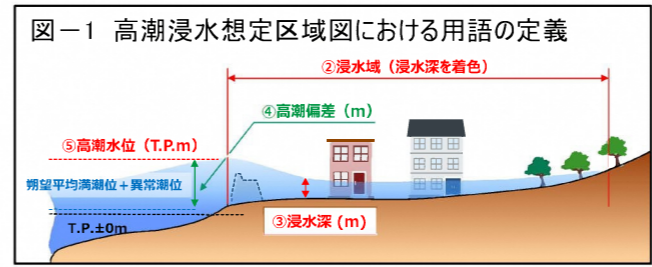 図－1 高潮浸水想定区域図における用語の定義
②浸水域（浸水深を着色）
④高潮偏差（m）
⑤高潮水位（T.P.m）
朔望平均満潮位＋異常潮位
③浸水深（m）
T.P.±0m